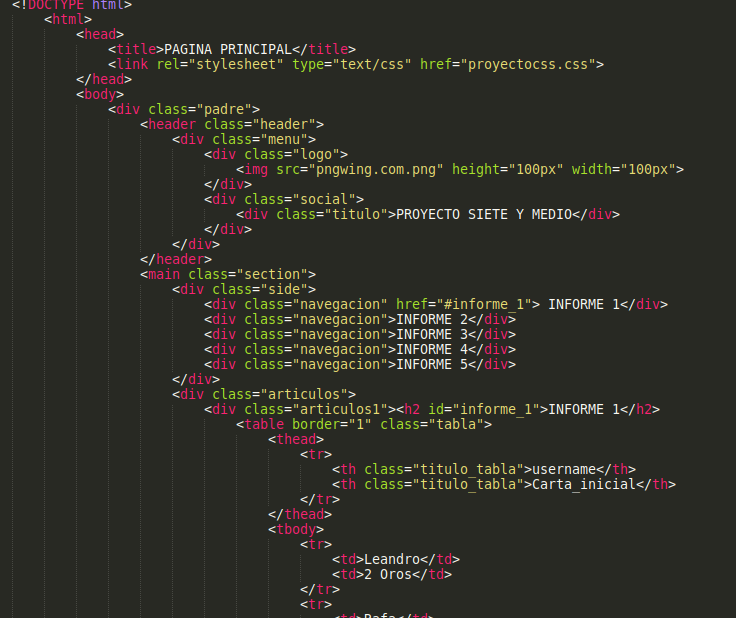 <!DOCTYPE html>
<html>
<head>
<title>PAGINA PRINCIPAL</title>
<link rel="stylesheet" type="text/css" href="proyectocss.css">
</head>
<body>
<div class="padre">
<header class="header">
<div class="menu">
<div class="logo">
<img src="pngwing.com.png" height="100px" width="100px">
</div>
<div class="social">
<div class="titulo">PROYECTO SIETE Y MEDIO</div>
</div>
</div>
</header>
<main class="section">
<div class="side">
<div class="navegacion" href="#informe_1"> INFORME 1</div>
<div class="navegacion">INFORME 2</div>
<div class="navegacion">INFORME 3</div>
<div class="navegacion">INFORME 4</div>
<div class="navegacion">INFORME 5</div>
</div>
<div class="articulos">
<div class="articulos1"><h2 id="informe_1">INFORME 1</h2>
<table border="1" class="tabla">
<thead>
<tr>
<th class="titulo_tabla">username</th>
<th class="titulo_tabla">Carta_inicial</th>
</tr>
</thead>
<tbody>
<tr>
<td>Leandro</td>
<td>2 Oros</td>
</tr>
<tr>
<td>Rafa</td>